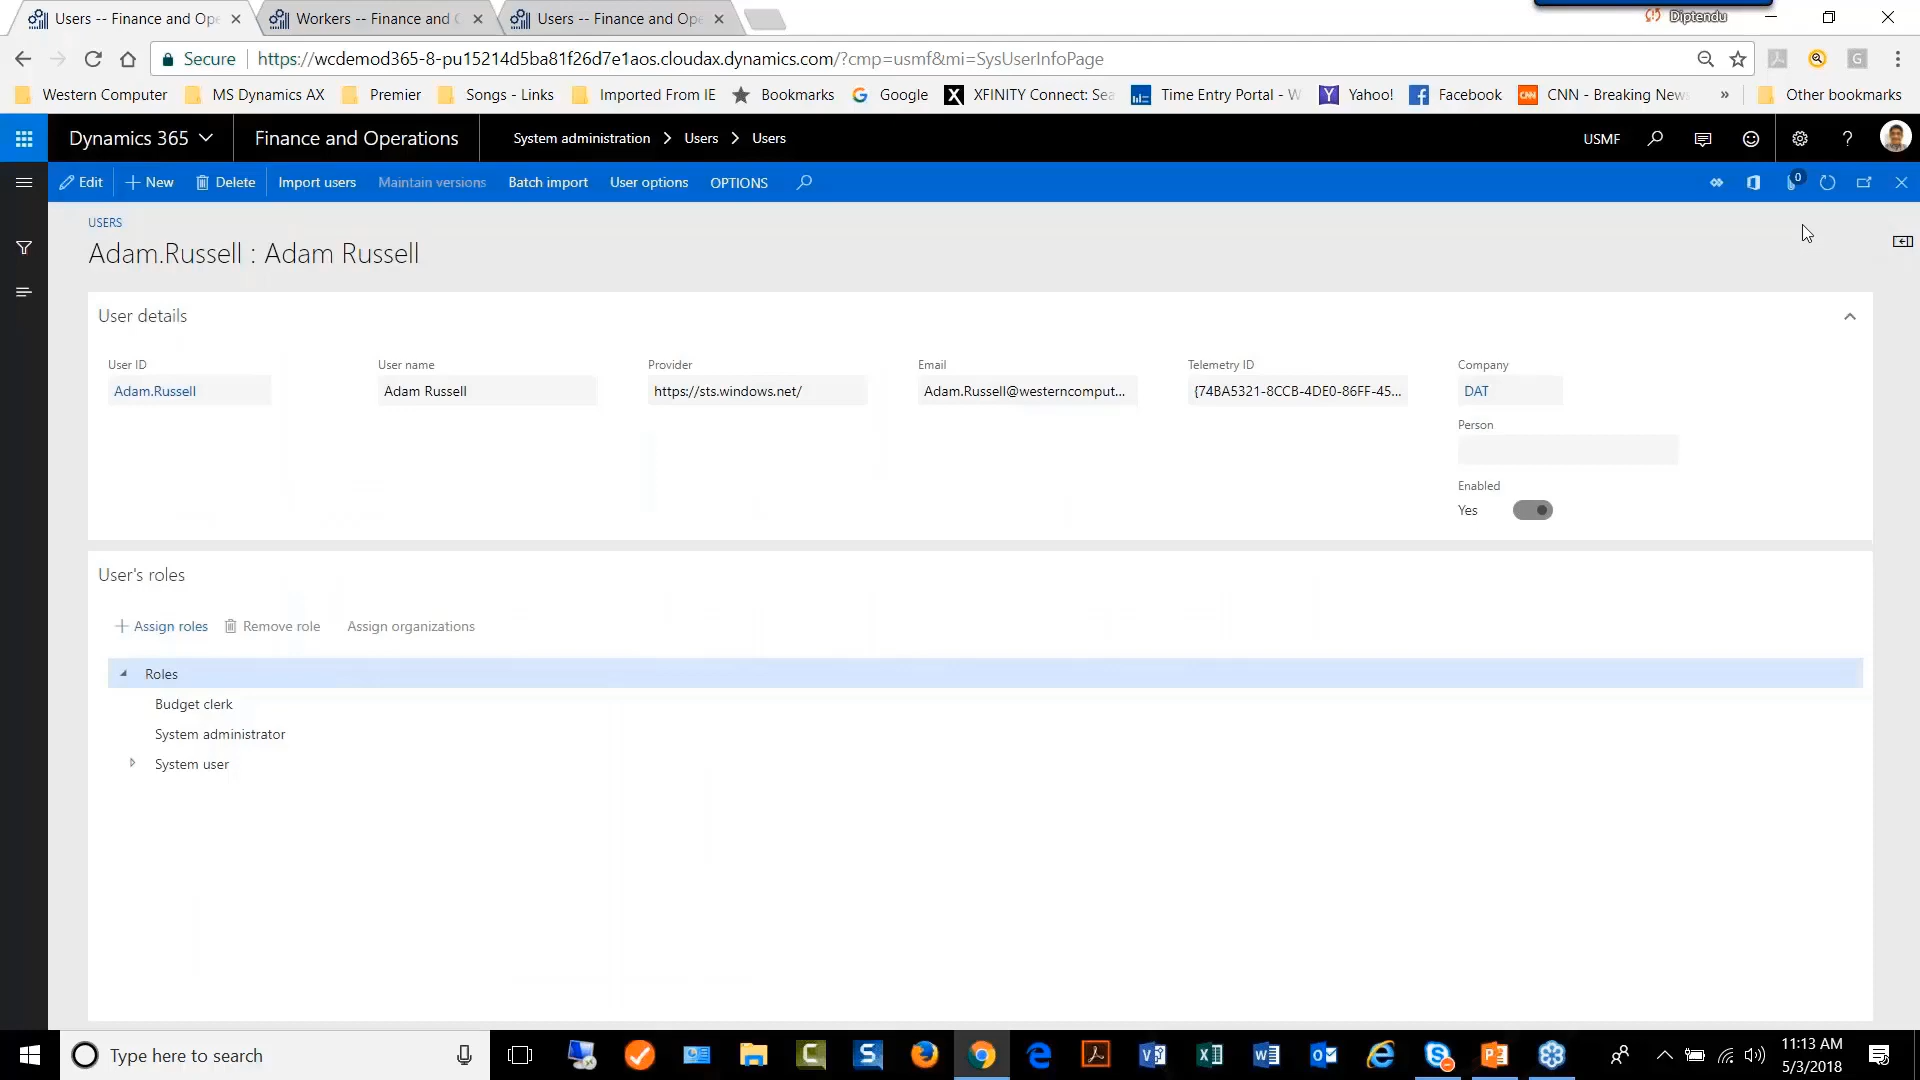 Users -- Finance and Ope
Workers -- Finance and
Users -- Finance and Ope
Diptendu
Secure
https://wcdemod365-8-pu15214d5ba81f26d7e1aos.cloudax.dynamics.com/?cmp=usmf&mi=SysUserInfoPage
Western Computer
MS Dynamics AX
Premier
Songs - Links
Imported From IE
Bookmarks
Google
XFINITY Connect: Sea
Time Entry Portal - W
Yahoo!
Facebook
CNN - Breaking New
»
Other bookmarks
Dynamics 365
Finance and Operations
System administration > Users > Users
USMF
?
Edit
+ New
Delete
Import users
Maintain versions
Batch import
User options
OPTIONS
0
USERS
Adam.Russell : Adam Russell
User details
User ID
Adam.Russell
User name
Adam Russell
Provider
https://sts.windows.net/
Email
Adam.Russell@westerncomput...
Telemetry ID
{74BA5321-8CCB-4DE0-86FF-45...
Company
DAT
Person
Enabled
Yes
User's roles
+ Assign roles
Remove role
Assign organizations
Roles
Budget clerk
System administrator
System user
Type here to search
11:13 AM
5/3/2018